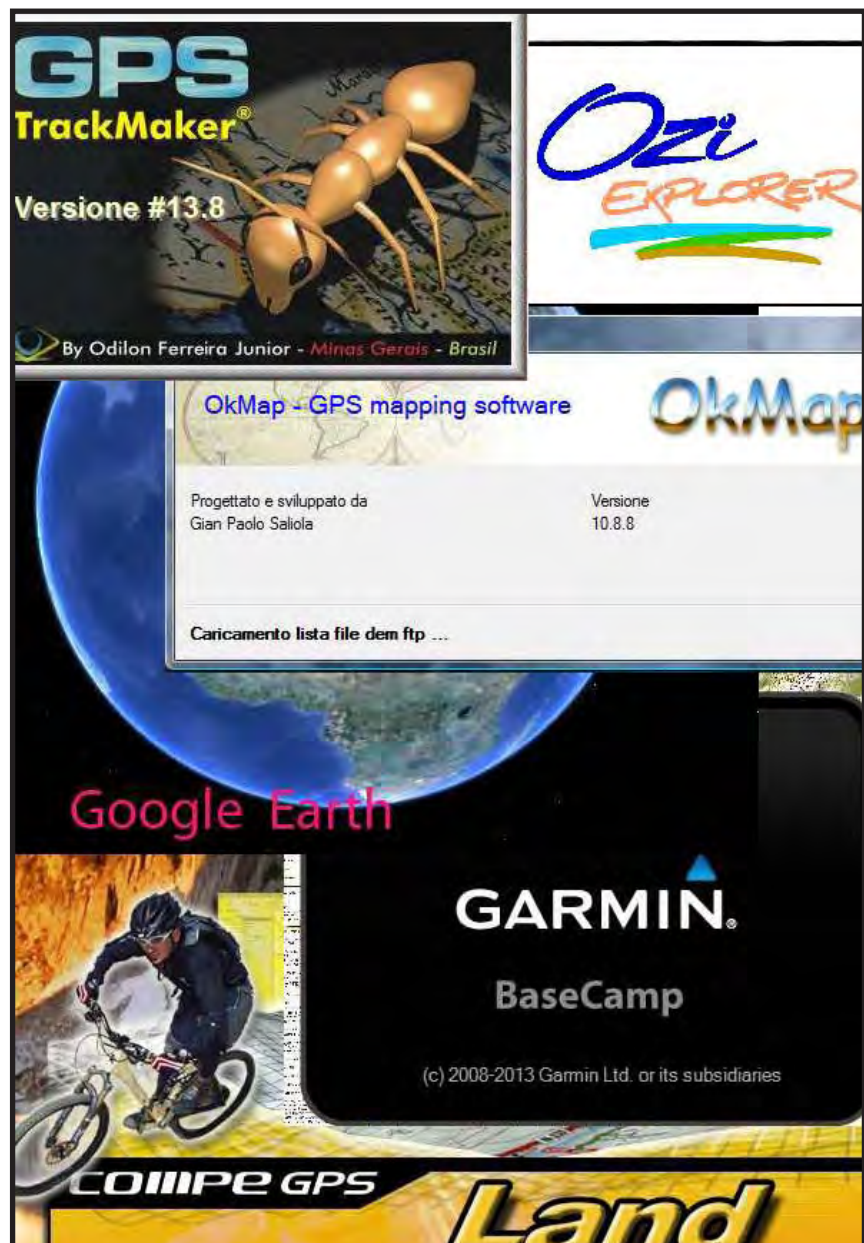 GPS
TrackMaker®
Versione #13.8
By Odilon Ferreira Junior - Minas Gerais - Brasil
Ozi
EXPLORER
OkMap - GPS mapping software
OkMap
Progettato e sviluppato da
Gian Paolo Saliola
Versione
10.8.8
Caricamento lista file dem ftp ...
Google Earth
GARMIN®
BaseCamp
(c) 2008-2013 Garmin Ltd. or its subsidiaries
COMPE GPS
Land